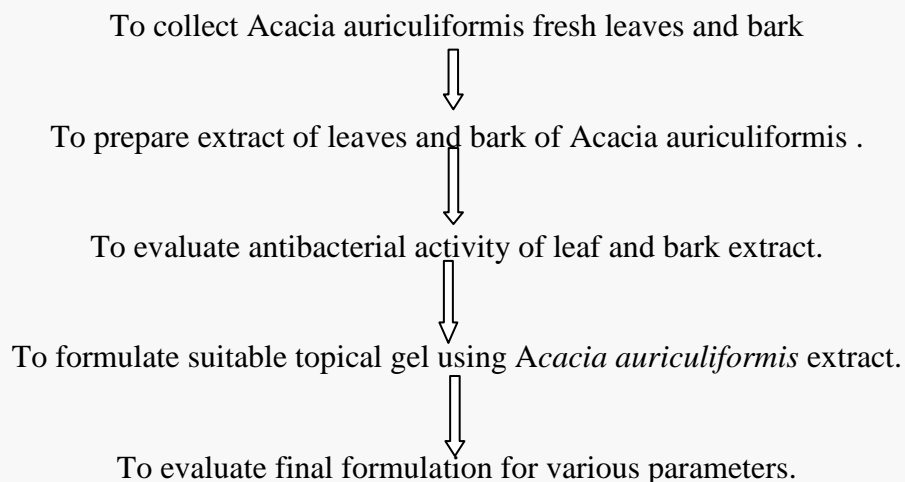 To collect Acacia auriculiformis fresh leaves and bark
To prepare extract of leaves and bark of Acacia auriculiformis .
To evaluate antibacterial activity of leaf and bark extract.
To formulate suitable topical gel using Acacia auriculiformis extract.
To evaluate final formulation for various parameters.